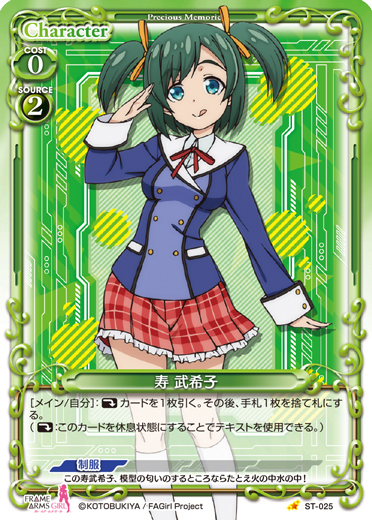 Precious Memories
Character
COST
0
SOURCE
2
寿 武希子
[メイン/自分]：カードを1枚引く。その後、手札1枚を捨て札にす
る。
（：このカードを休息状態にすることでテキストを使用できる。）
制服
この寿武希子、模型の匂いのするところならたとえ火の中水の中！
FRAME
ARMS GIRL
©KOTOBUKIYA / FAGirl Project
ST-025